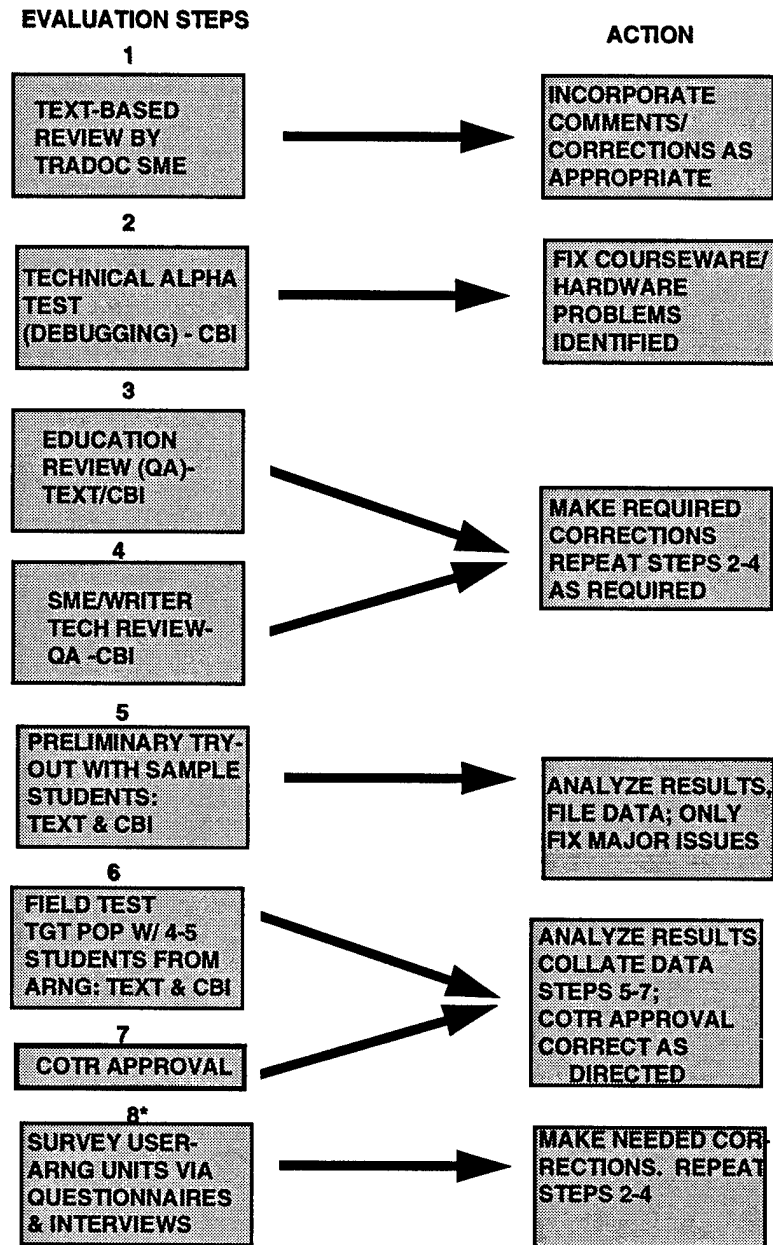 EVALUATION STEPS
ACTION
1
TEXT-BASED
REVIEW BY
TRADOC SME
INCORPORATE
COMMENTS/
CORRECTIONS AS
APPROPRIATE
2
TECHNICAL ALPHA
TEST
(DEBUGGING) - CBI
FIX COURSEWARE/
HARDWARE
PROBLEMS
IDENTIFIED
3
EDUCATION
REVIEW (QA)-
TEXT/CBI
4
SME/WRITER
TECH REVIEW-
QA -CBI
MAKE REQUIRED
CORRECTIONS
REPEAT STEPS 2-4
AS REQUIRED
5
PRELIMINARY TRY-
OUT WITH SAMPLE
STUDENTS:
TEXT & CBI
ANALYZE RESULTS,
FILE DATA; ONLY
FIX MAJOR ISSUES
6
FIELD TEST
TGT POP W/ 4-5
STUDENTS FROM
ARNG: TEXT & CBI
7
COTR APPROVAL
ANALYZE RESULTS,
COLLATE DATA
STEPS 5-7;
COTR APPROVAL
CORRECT AS
DIRECTED
8*
SURVEY USER-
ARNG UNITS VIA
QUESTIONNAIRES
& INTERVIEWS
MAKE NEEDED COR-
RECTIONS. REPEAT
STEPS 2-4